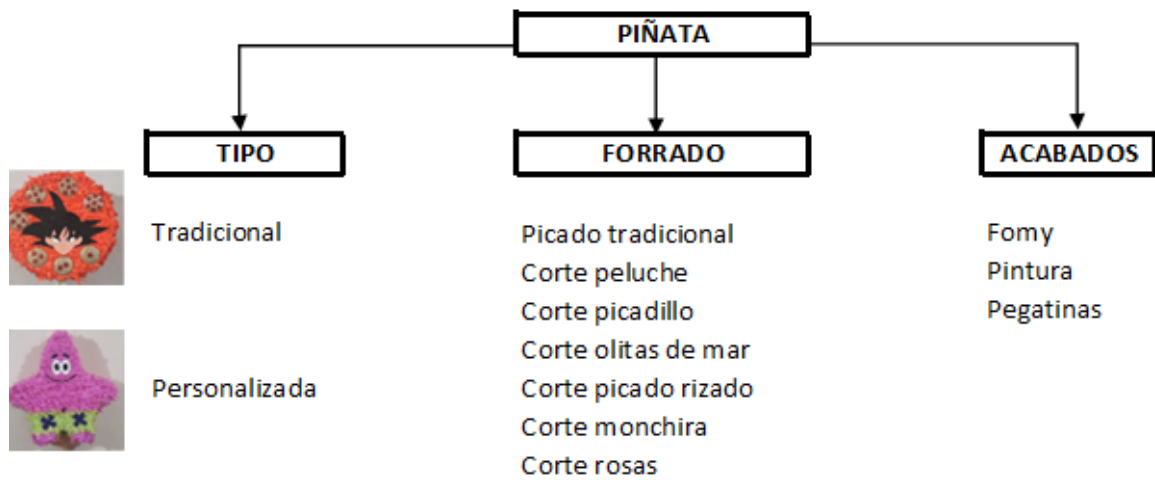 PIÑATA
TIPO
FORRADO
ACABADOS
Tradicional
Personalizada
Picado tradicional
Corte peluche
Corte picadillo
Corte olitas de mar
Corte picado rizado
Corte monchira
Corte rosas
Fomy
Pintura
Pegatinas